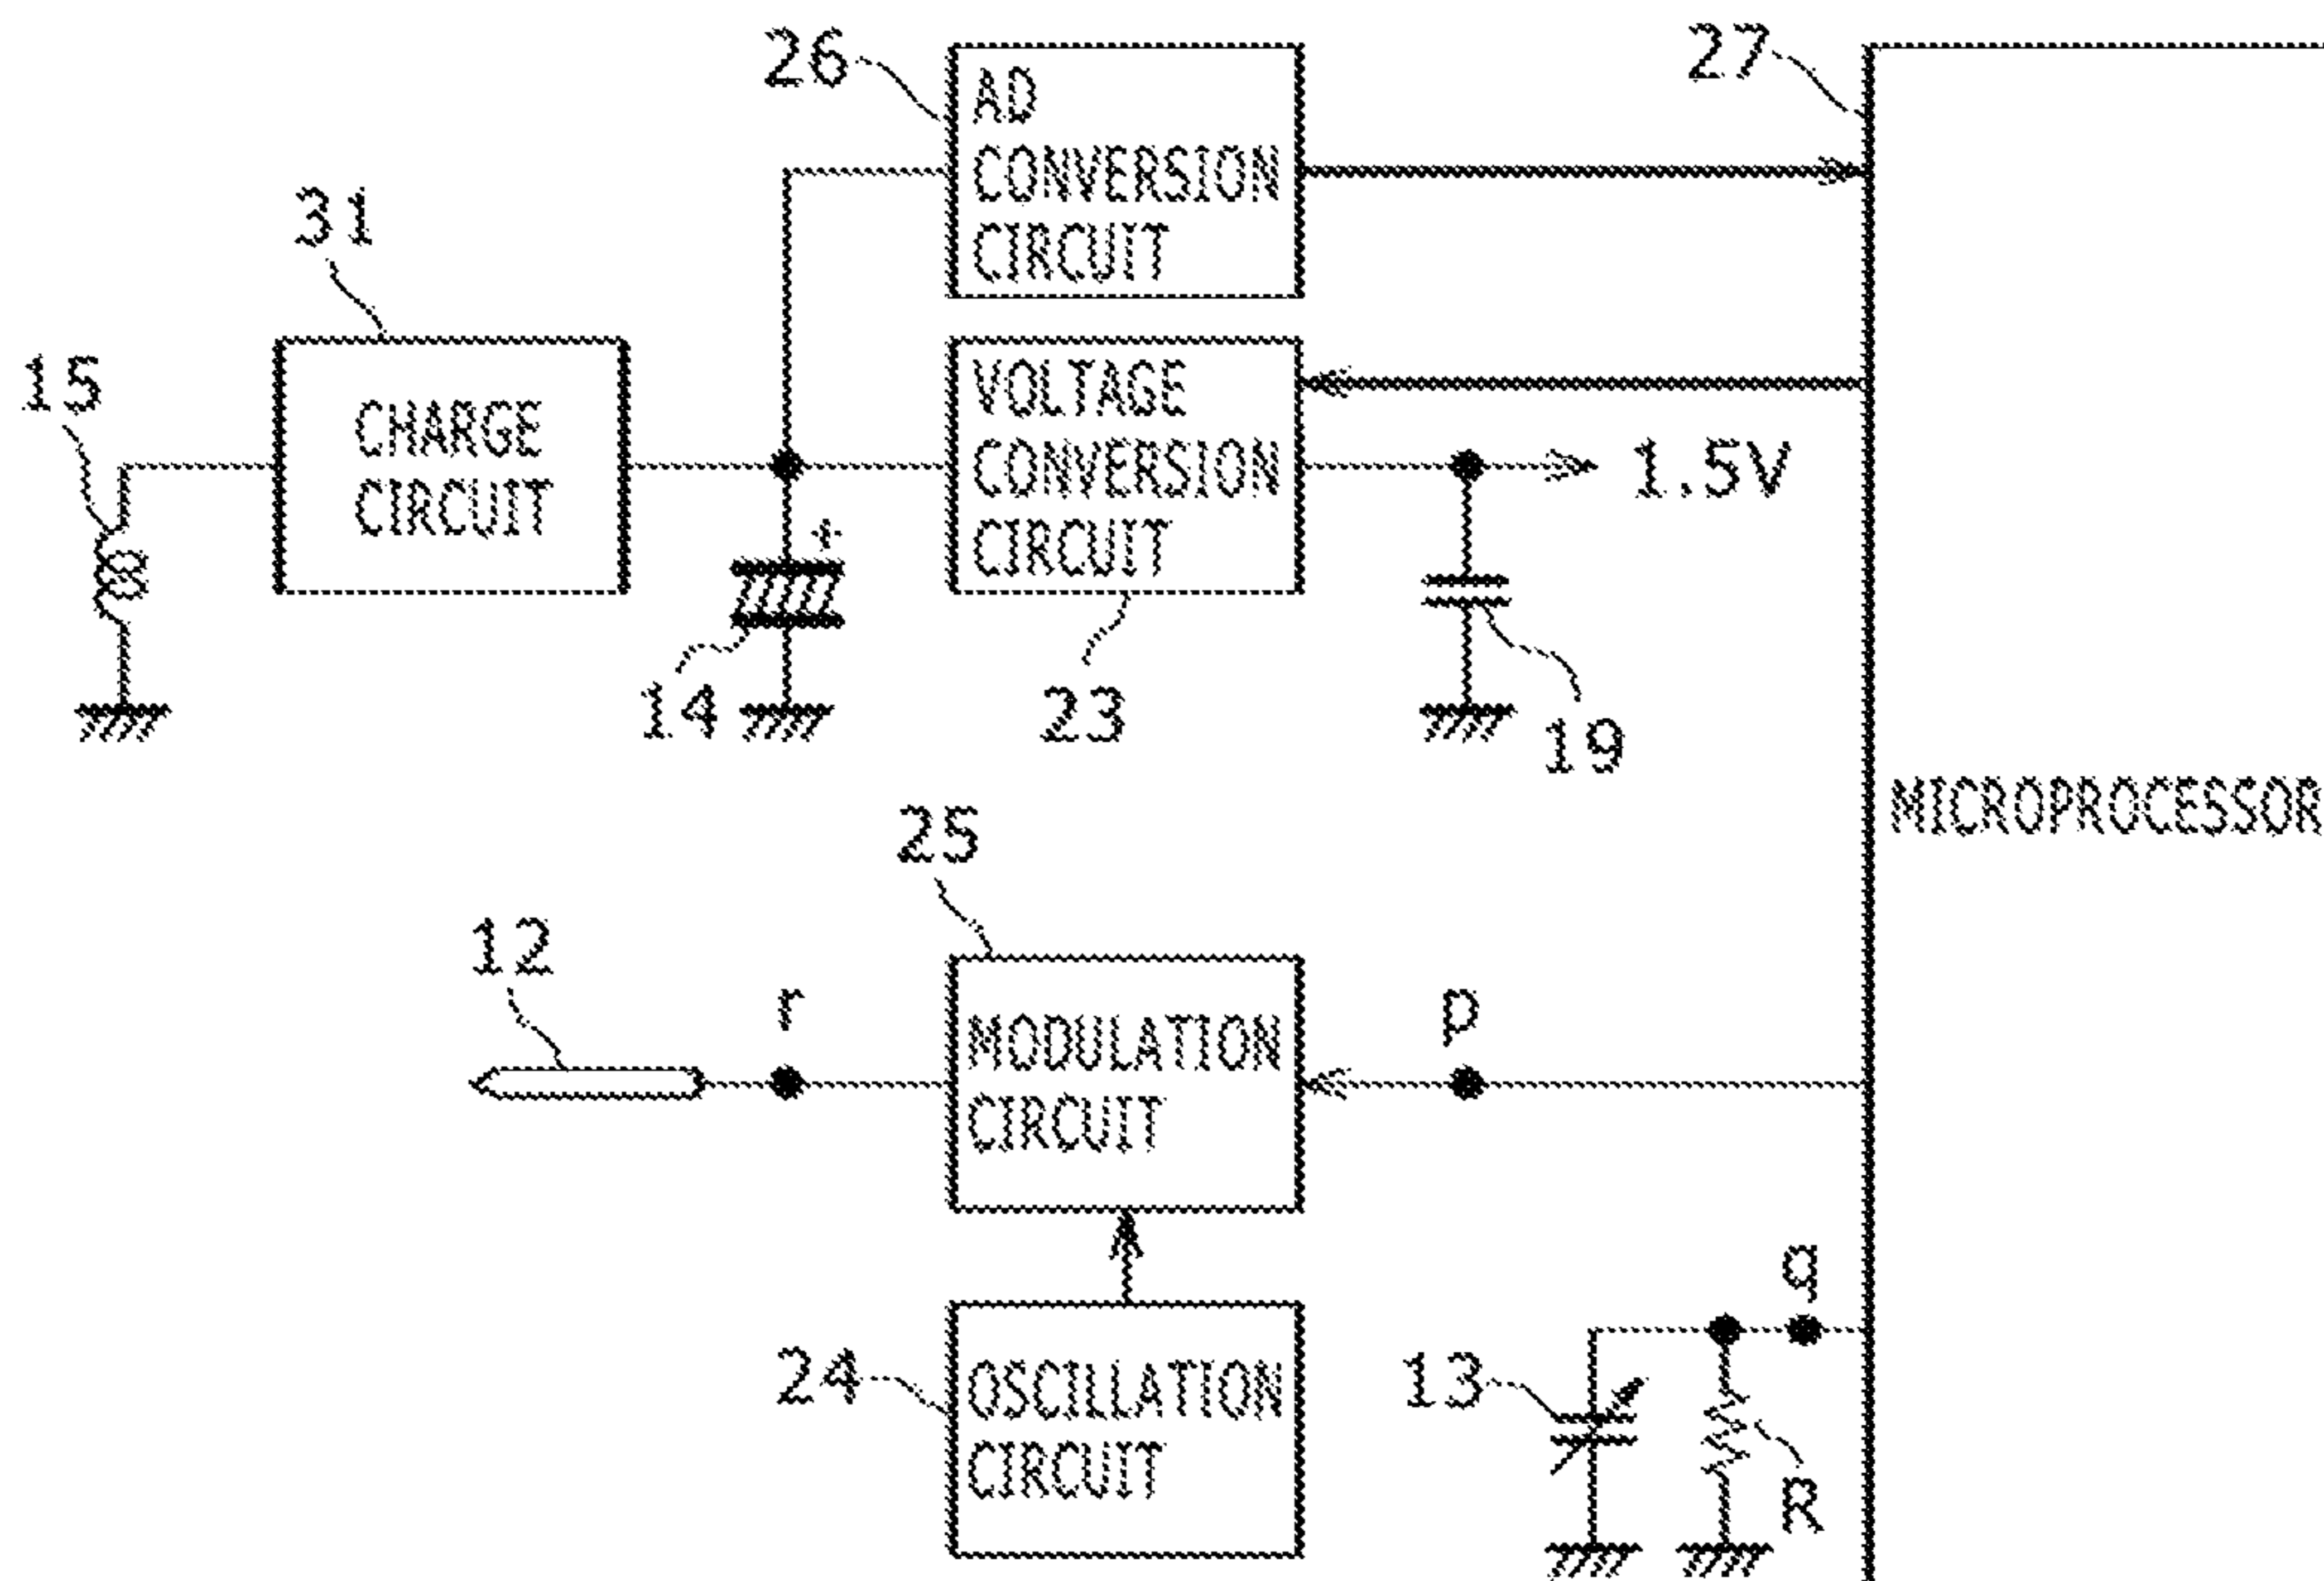 26
AD
CONVERSION
CIRCUIT
27
31
CHARGE
CIRCUIT
15
VOLTAGE
CONVERSION
CIRCUIT
1.5V
+
14
23
19
MICROPROCESSOR
25
12
r
MODULATION
CIRCUIT
p
24
OSCILLATION
CIRCUIT
13
q
R